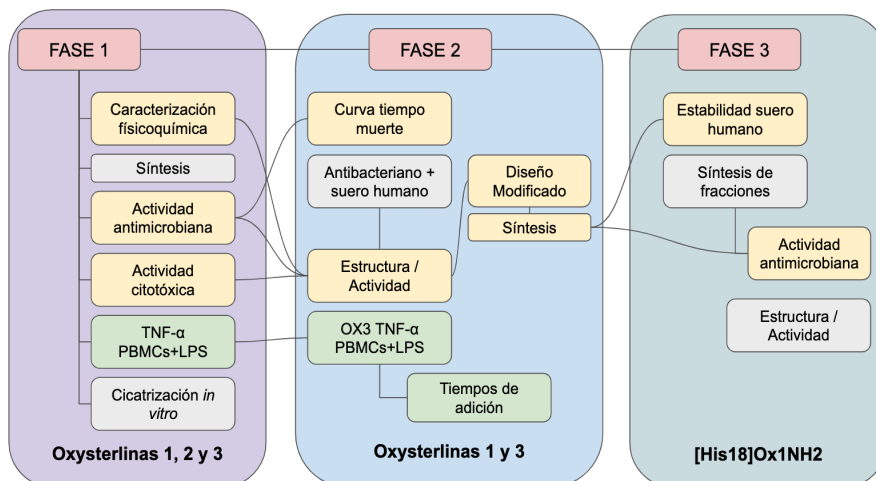 FASE 1
Caracterización
físicoquímica
Síntesis
Actividad
antimicrobiana
Actividad
citotóxica
TNF-α
PBMCs+LPS
Cicatrización in
vitro
Oxysterlinas 1, 2 y 3
FASE 2
Curva tiempo
muerte
Antibacteriano +
suero humano
Diseño
Modificado
Síntesis
Estructura /
Actividad
OX3 TNF-α
PBMCs+LPS
Tiempos de
adición
Oxysterlinas 1 y 3
FASE 3
Estabilidad suero
humano
Síntesis de
fracciones
Actividad
antimicrobiana
Estructura /
Actividad
[His18]Ox1NH2